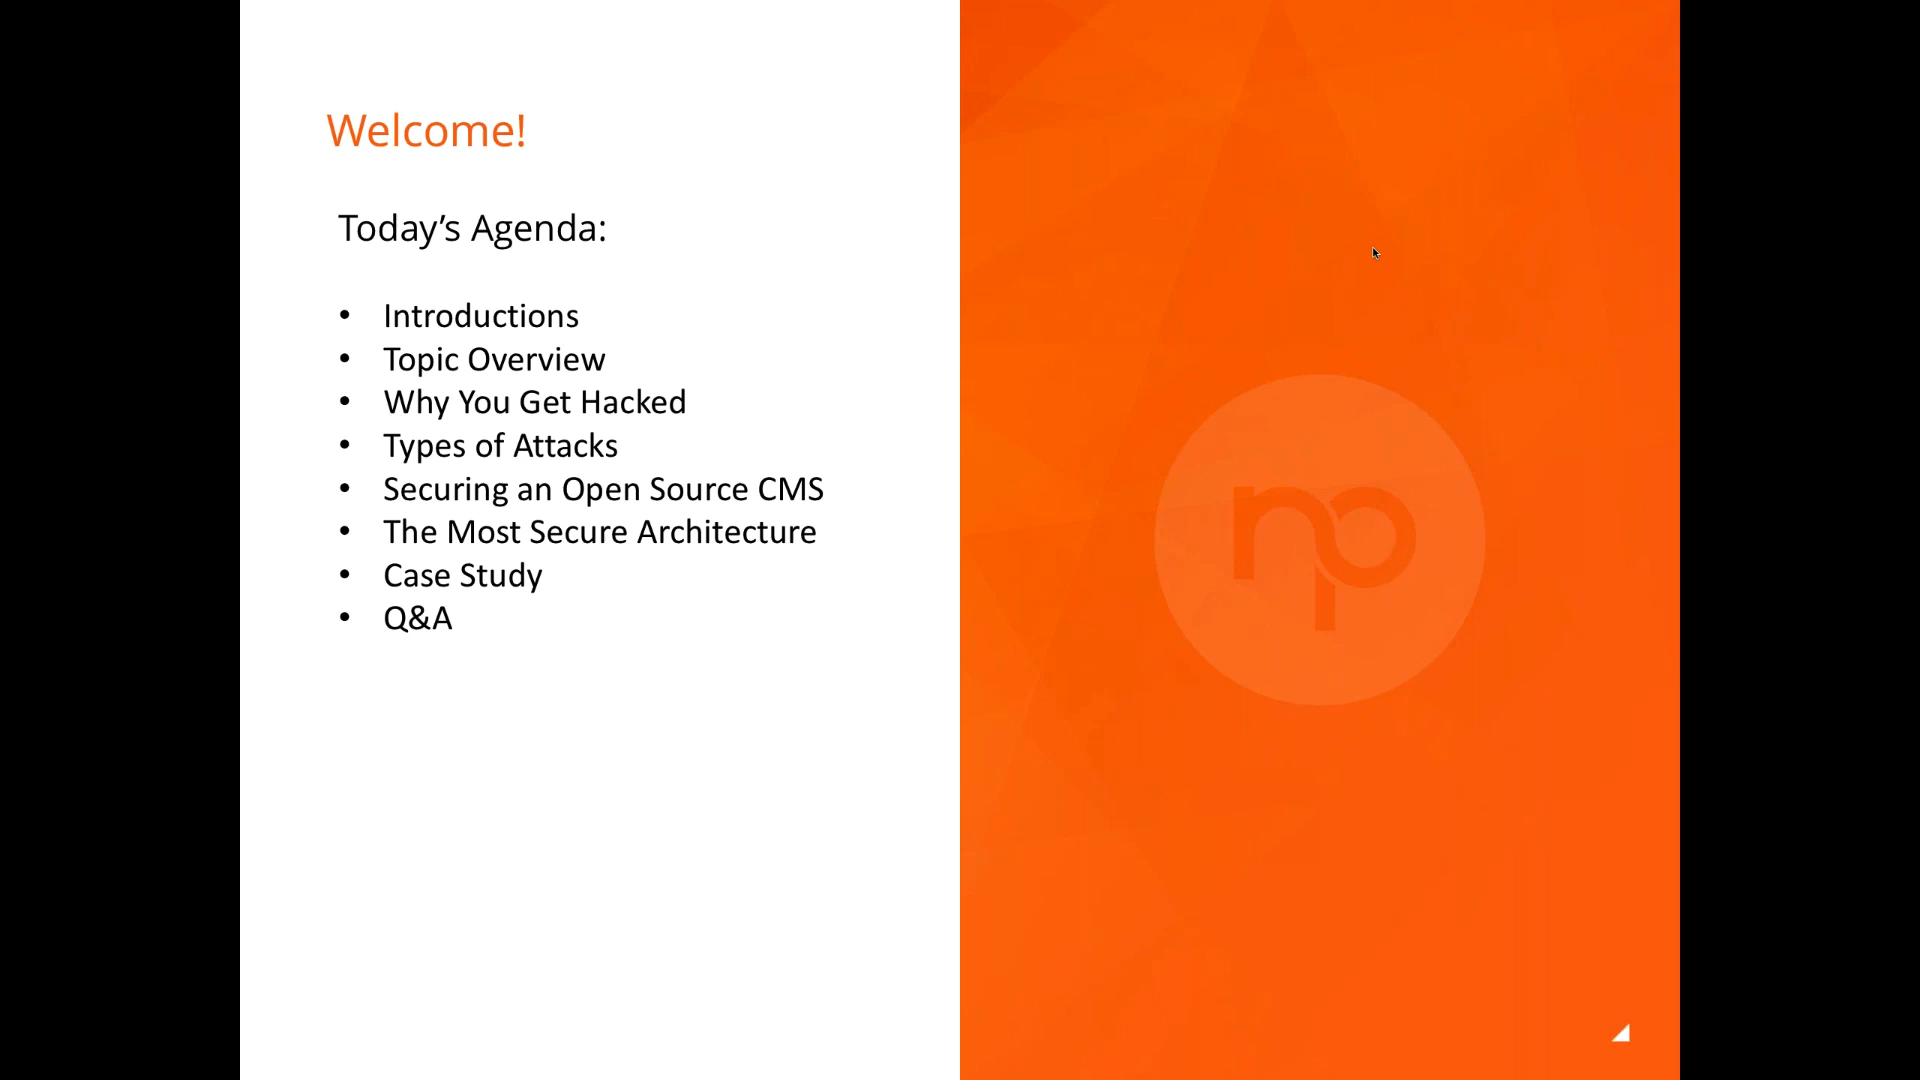 Welcome!
Today’s Agenda:
• Introductions
• Topic Overview
• Why You Get Hacked
• Types of Attacks
• Securing an Open Source CMS
• The Most Secure Architecture
• Case Study
• Q&A
np